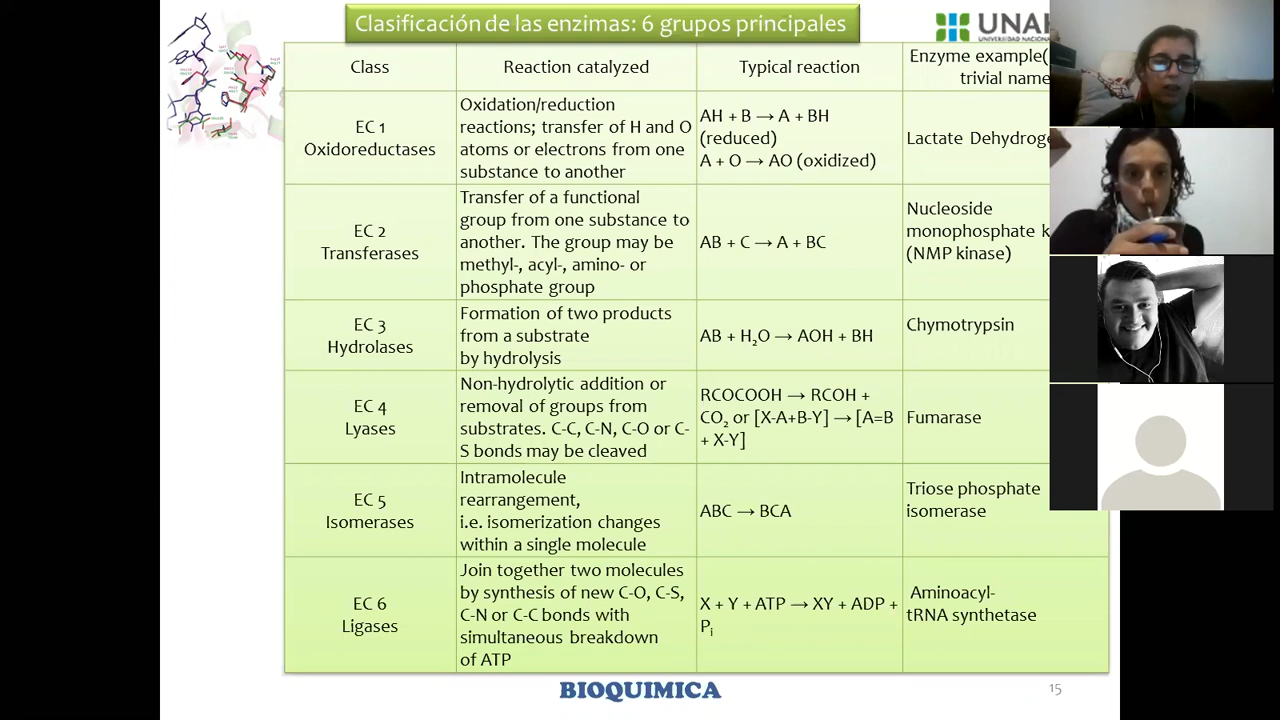 Clasificación de las enzimas: 6 grupos principales
Class
Reaction catalyzed
Typical reaction
Enzyme example(
trivial name
EC 1
Oxidoreductases
Oxidation/reduction
reactions; transfer of H and O
atoms or electrons from one
substance to another
AH + B → A + BH
(reduced)
A + O → AO (oxidized)
Lactate Dehydroge
EC 2
Transferases
Transfer of a functional
group from one substance to
another. The group may be
methyl-, acyl-, amino- or
phosphate group
AB + C → A + BC
Nucleoside
monophosphate k
(NMP kinase)
EC 3
Hydrolases
Formation of two products
from a substrate
by hydrolysis
AB + H₂O → AOH + BH
Chymotrypsin
EC 4
Lyases
Non-hydrolytic addition or
removal of groups from
substrates. C-C, C-N, C-O or C-
S bonds may be cleaved
RCOCOOH → RCOH +
CO₂ or [X-A+B-Y] → [A=B
+ X-Y]
Fumarase
EC 5
Isomerases
Intramolecule
rearrangement,
i.e. isomerization changes
within a single molecule
ABC → BCA
Triose phosphate
isomerase
EC 6
Ligases
Join together two molecules
by synthesis of new C-O, C-S,
C-N or C-C bonds with
simultaneous breakdown
of ATP
X + Y + ATP → XY + ADP +
Pᵢ
Aminoacyl-
tRNA synthetase
BIOQUIMICA
15